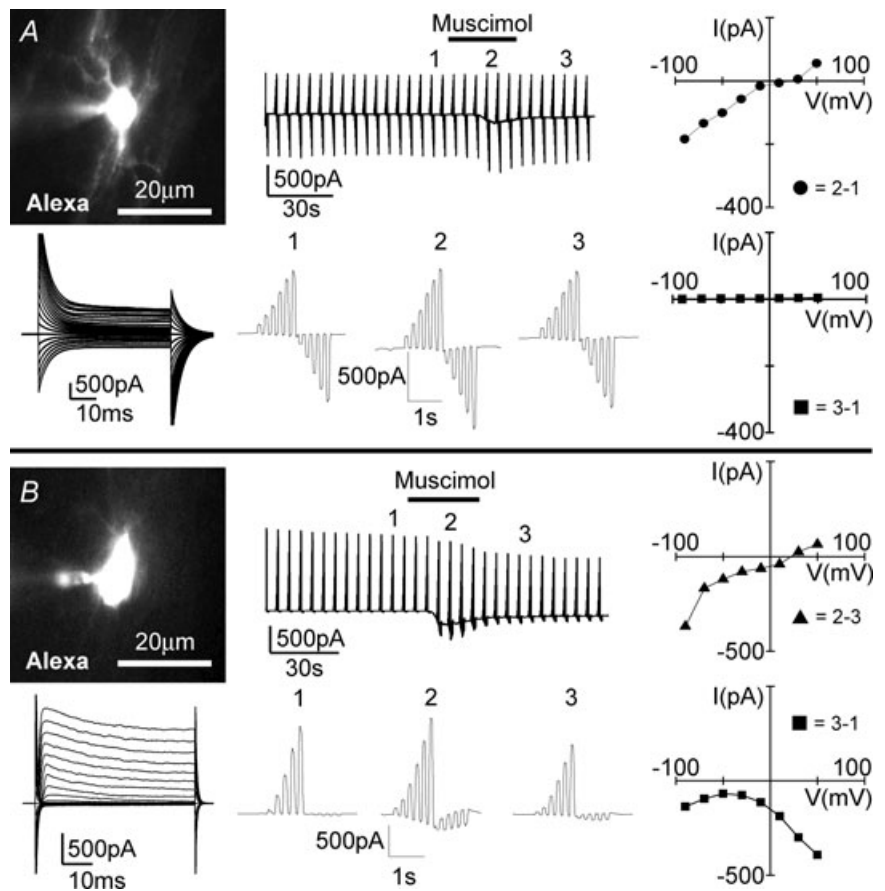 A
Alexa
20μm
500pA
10ms
Muscimol
1 2 3
500pA
30s
1 2 3
500pA
1s
I(pA)
-100 100
V(mV)
● = 2-1
-400
I(pA)
-100 100
V(mV)
■ = 3-1
-400
B
Alexa
20μm
500pA
10ms
Muscimol
1 2 3
500pA
30s
1 2 3
500pA
1s
I(pA)
-100 100
V(mV)
▲ = 2-3
-500
I(pA)
■ = 3-1
-100 100
V(mV)
-500